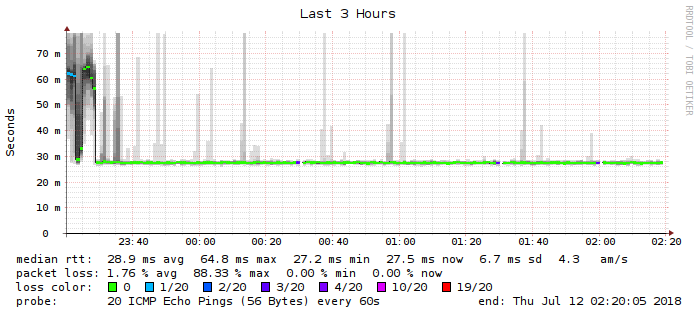 Last 3 Hours
RRDTOOL / TOBI OETIKER
Seconds
70 m
60 m
50 m
40 m
30 m
20 m
10 m
0
23:40 00:00 00:20 00:40 01:00 01:20 01:40 02:00 02:20
median rtt: 28.9 ms avg 64.8 ms max 27.2 ms min 27.5 ms now 6.7 ms sd 4.3 am/s
packet loss: 1.76 % avg 88.33 % max 0.00 % min 0.00 % now
loss color: 0 1/20 2/20 3/20 4/20 10/20 19/20
probe: 20 ICMP Echo Pings (56 Bytes) every 60s end: Thu Jul 12 02:20:05 2018